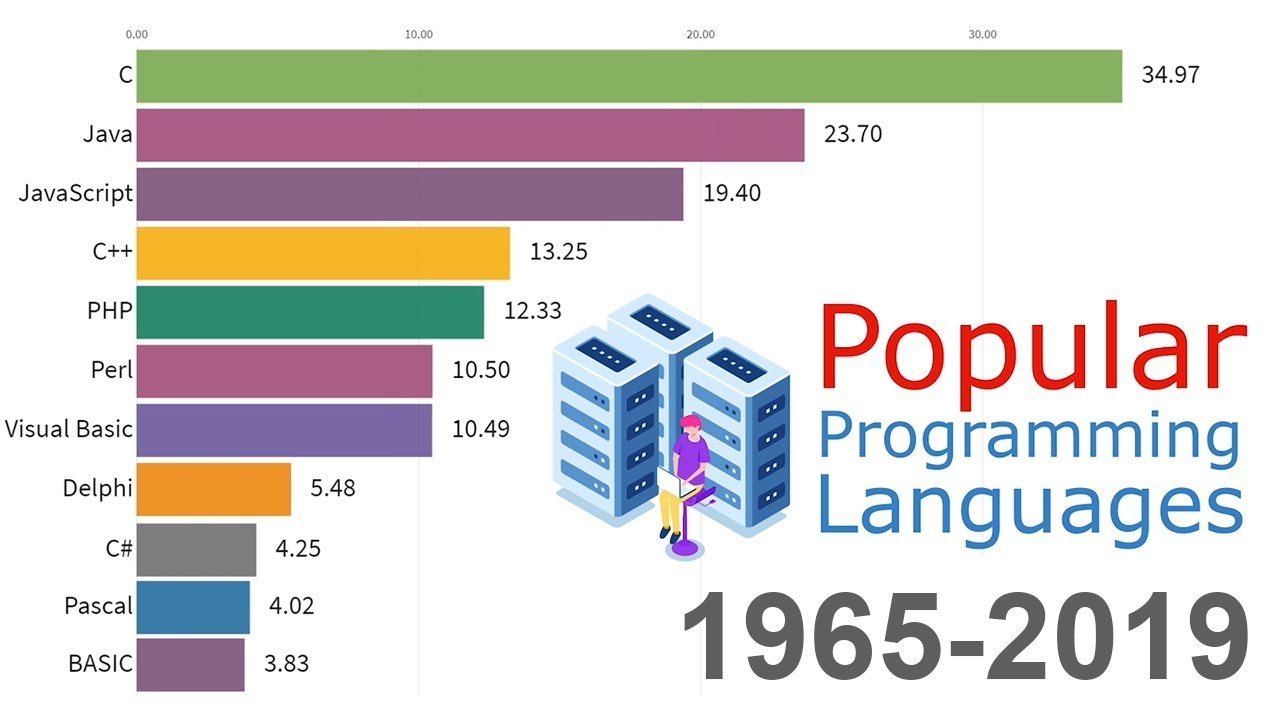 0.00 10.00 20.00 30.00
C 34.97
Java 23.70
JavaScript 19.40
C++ 13.25
PHP 12.33
Perl 10.50
Visual Basic 10.49
Delphi 5.48
C# 4.25
Pascal 4.02
BASIC 3.83
Popular
Programming
Languages
1965-2019